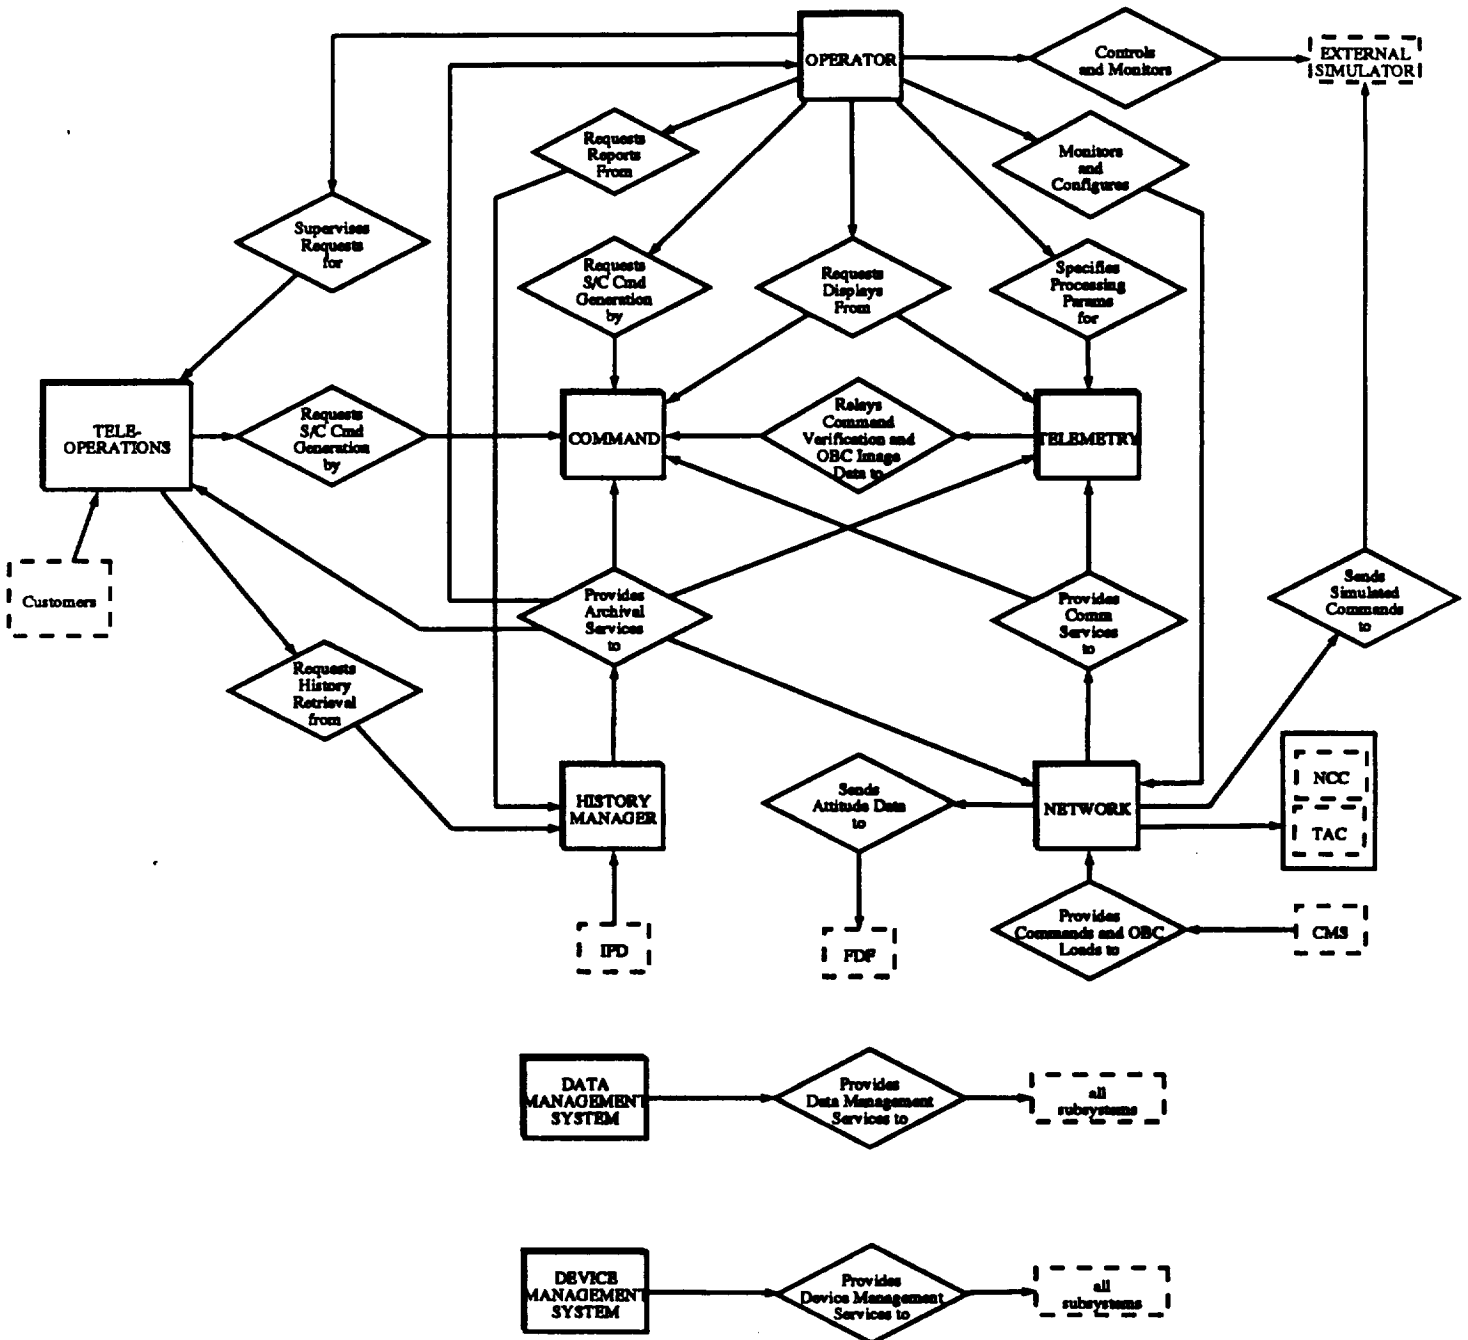 OPERATOR
Controls
and Monitors
EXTERNAL
SIMULATOR
Requests
Reports
From
Monitors
and
Configures
Supervises
Requests
for
Requests
S/C Cmd
Generation
by
Requests
Displays
From
Specifies
Processing
Params
for
TELE-
OPERATIONS
Requests
S/C Cmd
Generation
by
COMMAND
Relays
Command
Verification and
OBC Image
Data to
TELEMETRY
Customers
Provides
Archival
Services
to
Provides
Comm
Services
to
Sends
Simulated
Commands
to
Requests
History
Retrieval
from
HISTORY
MANAGER
Sends
Attitude Data
to
NETWORK
NCC
TAC
IPD
FDF
Provides
Commands and OBC
Loads to
CMS
DATA
MANAGEMENT
SYSTEM
Provides
Data Management
Services to
all
subsystems
DEVICE
MANAGEMENT
SYSTEM
Provides
Device Management
Services to
all
subsystems